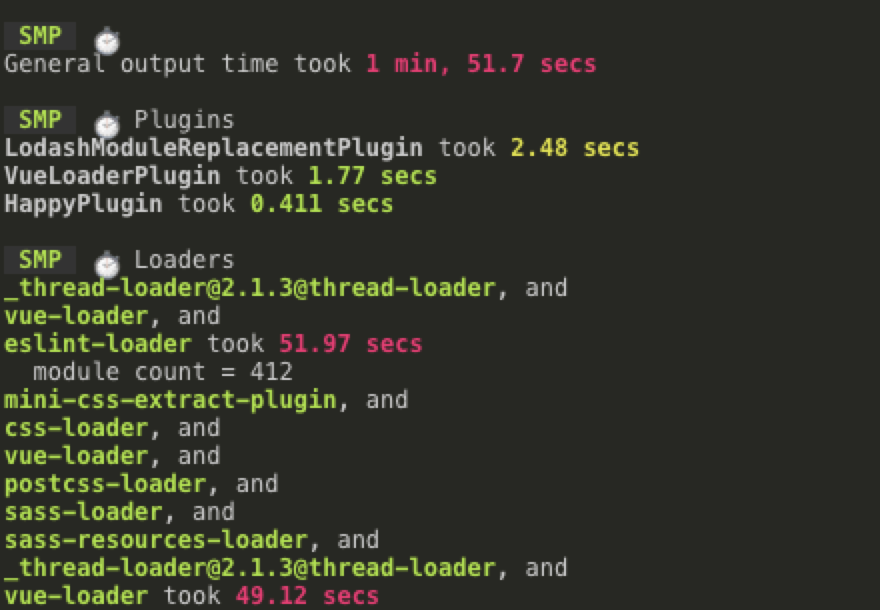 SMP ⏱
General output time took 1 min, 51.7 secs
SMP ⏱ Plugins
LodashModuleReplacementPlugin took 2.48 secs
VueLoaderPlugin took 1.77 secs
HappyPlugin took 0.411 secs
SMP ⏱ Loaders
_thread-loader@2.1.3@thread-loader, and
vue-loader, and
eslint-loader took 51.97 secs
module count = 412
mini-css-extract-plugin, and
css-loader, and
vue-loader, and
postcss-loader, and
sass-loader, and
sass-resources-loader, and
_thread-loader@2.1.3@thread-loader, and
vue-loader took 49.12 secs